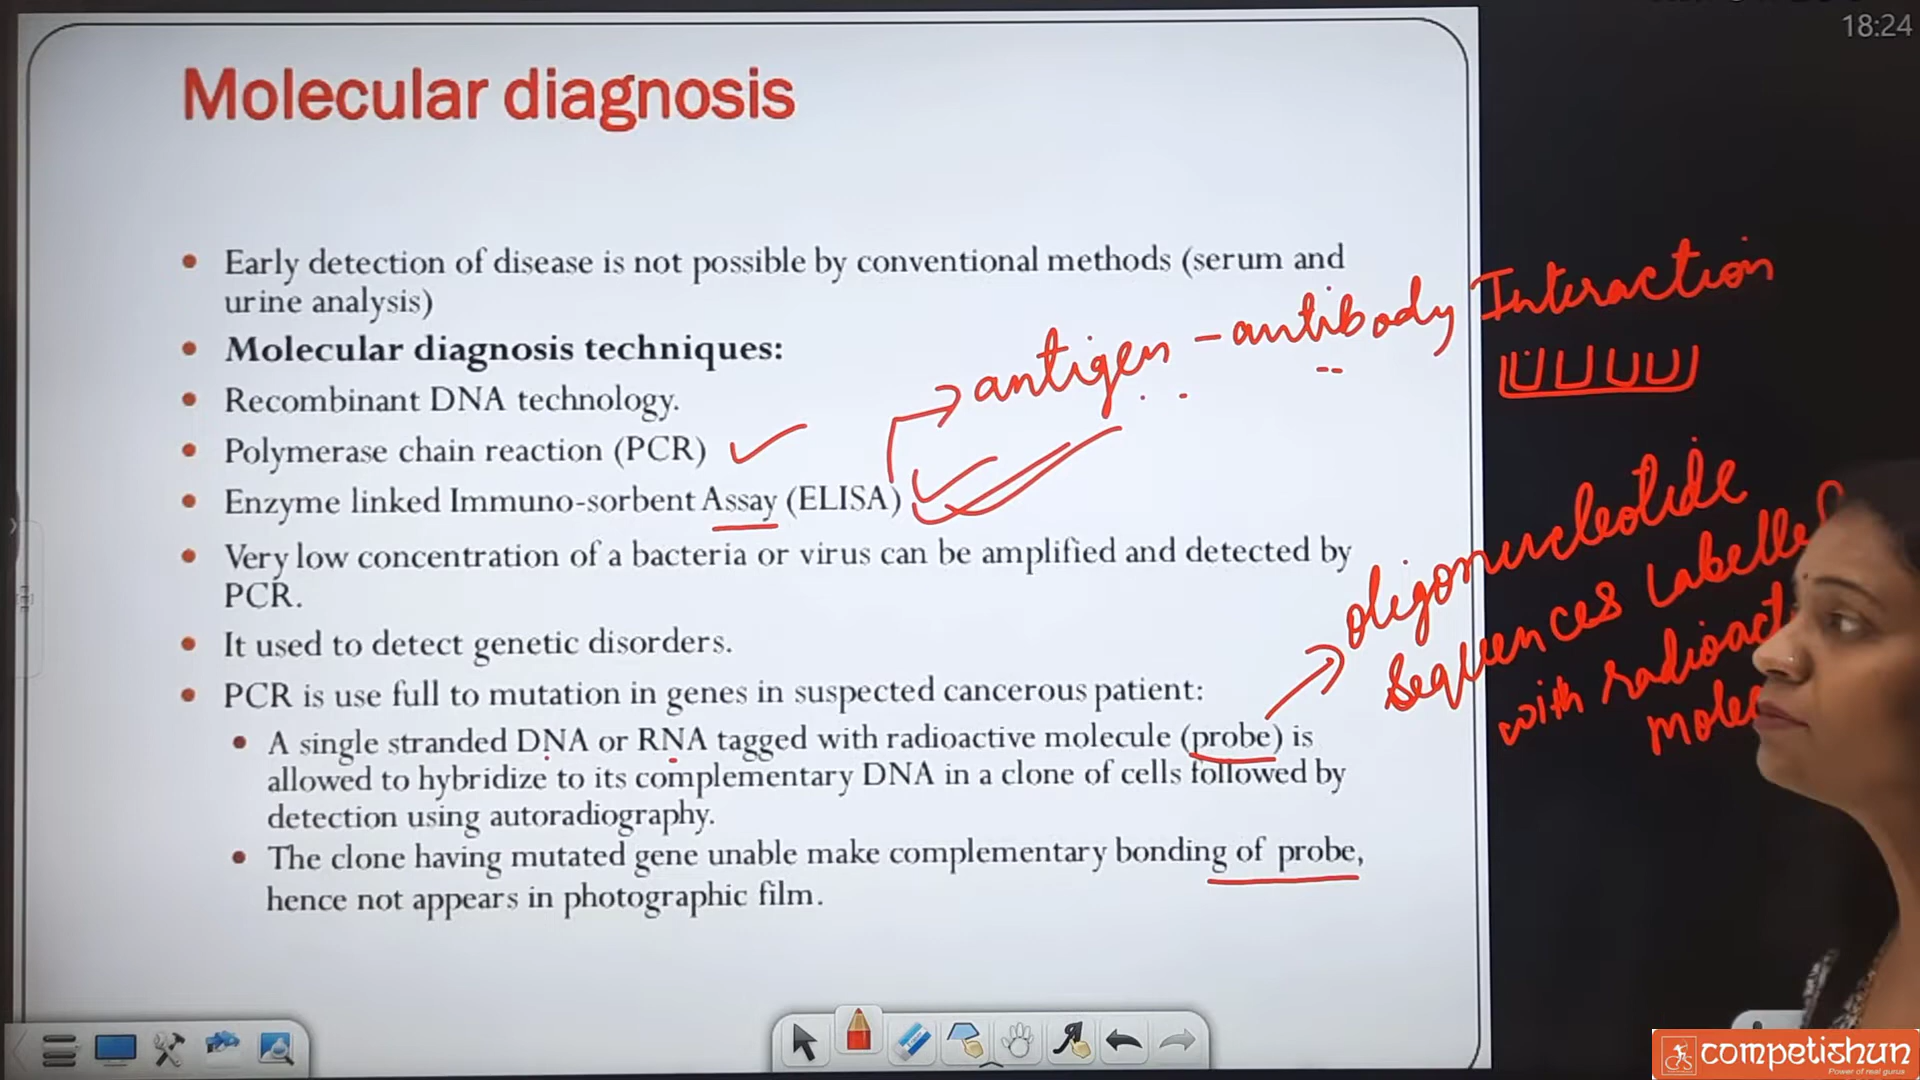 18:24
Molecular diagnosis
• Early detection of disease is not possible by conventional methods (serum and
urine analysis)
• Molecular diagnosis techniques:
• Recombinant DNA technology.
• Polymerase chain reaction (PCR)
• Enzyme linked Immuno-sorbent Assay (ELISA)
antigen - antibody Interaction
• Very low concentration of a bacteria or virus can be amplified and detected by
PCR.
• It used to detect genetic disorders.
• PCR is use full to mutation in genes in suspected cancerous patient:
• A single stranded DNA or RNA tagged with radioactive molecule (probe) is
allowed to hybridize to its complementary DNA in a clone of cells followed by
detection using autoradiography.
• The clone having mutated gene unable make complementary bonding of probe,
hence not appears in photographic film.
oligonucleotide
sequences labelled
with
competishun
Power of real gurus